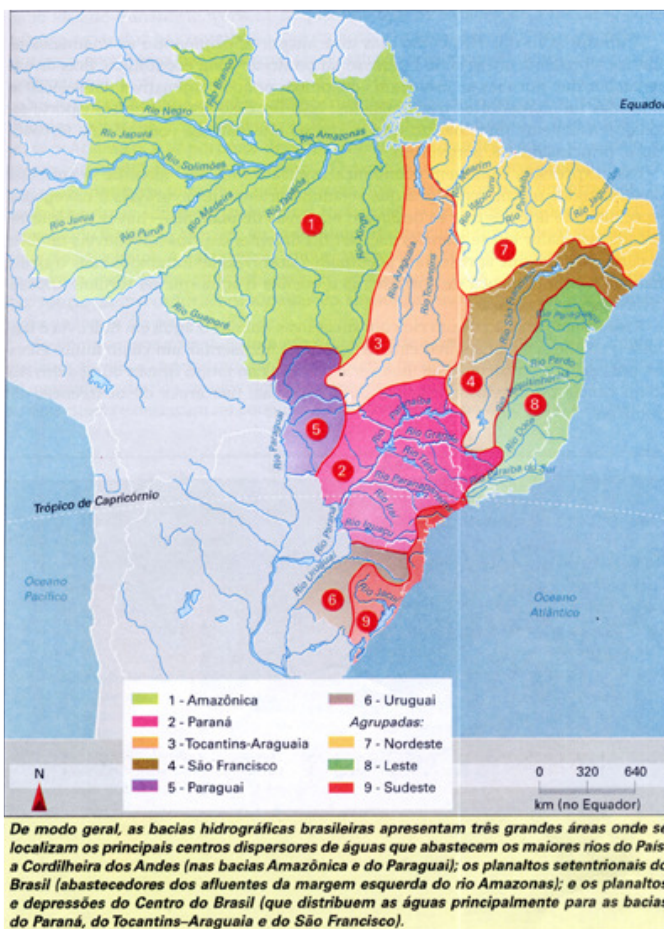 Equador
Rio Branco
Rio Negro
Rio Japurá
Rio Solimões
Rio Amazonas
Rio Juruá
Rio Purus
Rio Madeira
Rio Tapajós
Rio Xingu
Rio Guaporé
1
Rio Araguaia
Rio Tocantins
3
Rio Mearim
Rio Itapicuru
Rio Parnaíba
Rio Jaguaribe
7
Rio São Francisco
4
Rio Paraguaçu
Rio Pardo
Rio Jequitinhonha
8
Rio Doce
Rio Paraíba do Sul
Rio Paraguai
5
2
Paranaíba
Rio Grande
Rio Tietê
Rio Paranapanema
Rio Ivaí
Rio Iguaçu
Rio Paraná
Trópico de Capricórnio
Rio Uruguai
6
Rio Jacuí
9
Oceano
Pacífico
Oceano
Atlântico
1 - Amazônica
2 - Paraná
3 - Tocantins-Araguaia
4 - São Francisco
5 - Paraguai
6 - Uruguai
Agrupadas:
7 - Nordeste
8 - Leste
9 - Sudeste
N
0 320 640
km (no Equador)
De modo geral, as bacias hidrográficas brasileiras apresentam três grandes áreas onde se
localizam os principais centros dispersores de águas que abastecem os maiores rios do País:
a Cordilheira dos Andes (nas bacias Amazônica e do Paraguai); os planaltos setentrionais do
Brasil (abastecedores dos afluentes da margem esquerda do rio Amazonas); e os planaltos
e depressões do Centro do Brasil (que distribuem as águas principalmente para as bacias
do Paraná, do Tocantins–Araguaia e do São Francisco).